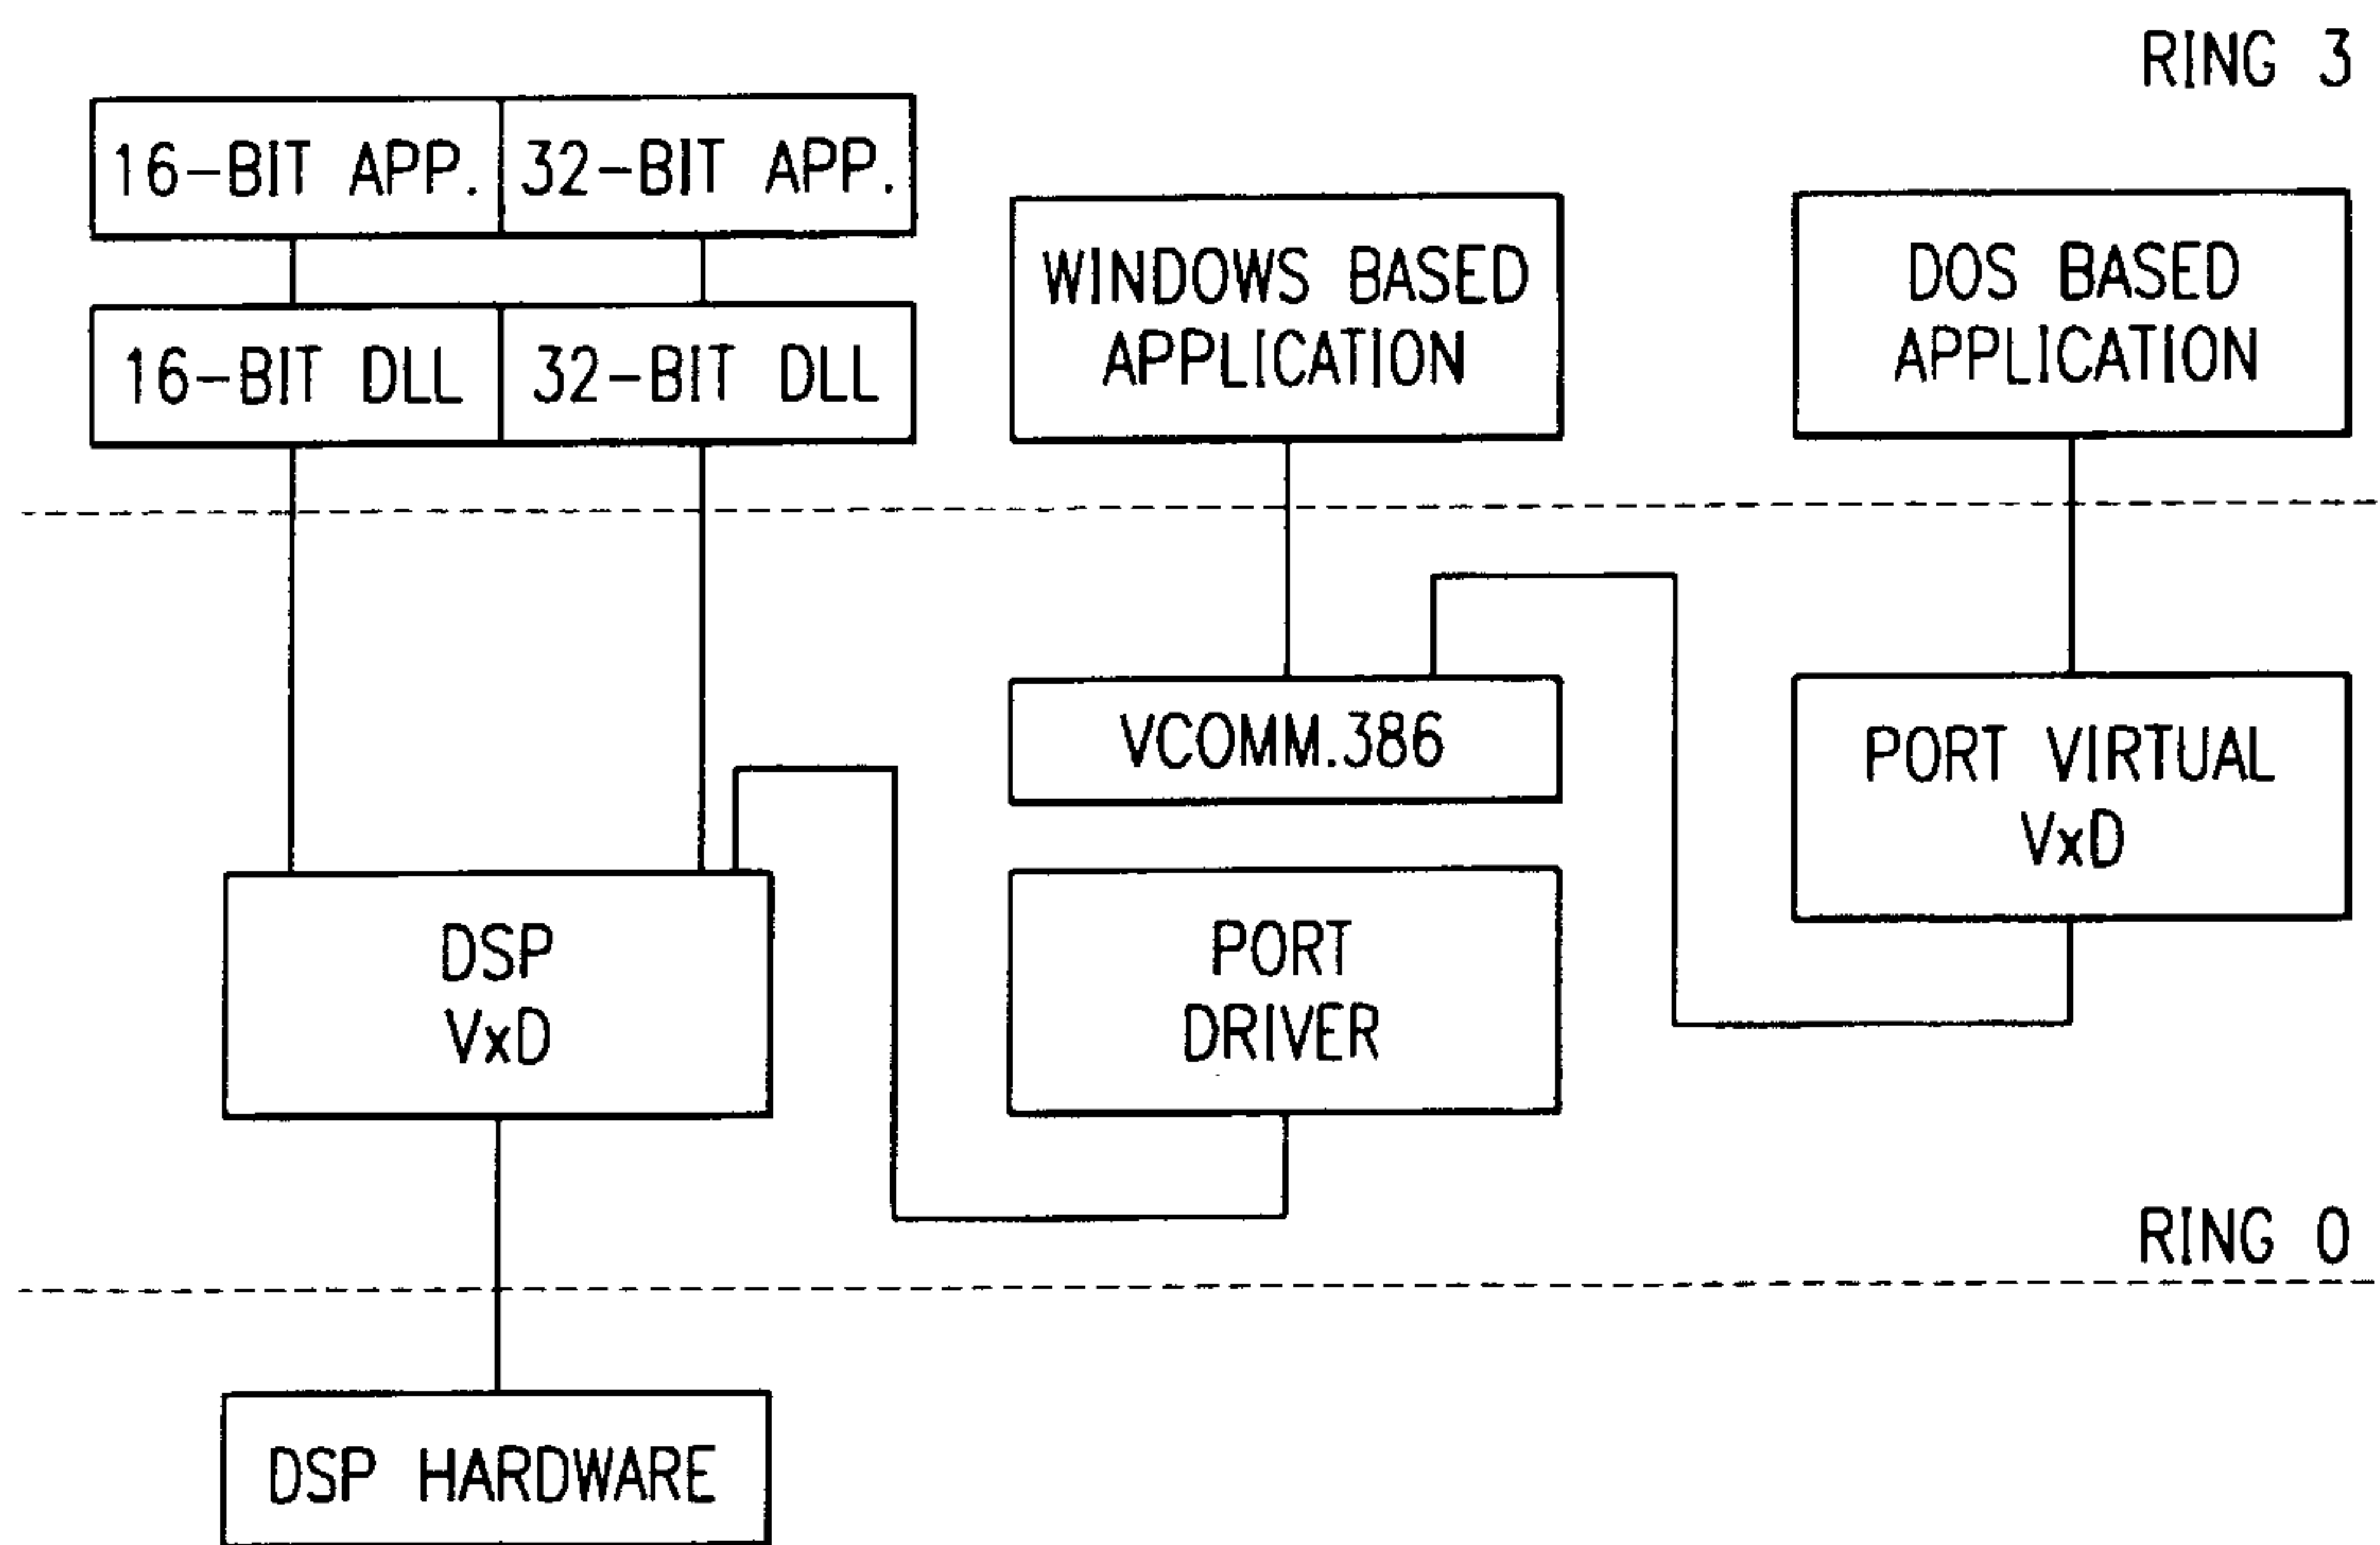 RING 3
16-BIT APP. 32-BIT APP.
16-BIT DLL 32-BIT DLL
WINDOWS BASED
APPLICATION
DOS BASED
APPLICATION
VCOMM.386
PORT VIRTUAL
VxD
DSP
VxD
PORT
DRIVER
RING 0
DSP HARDWARE